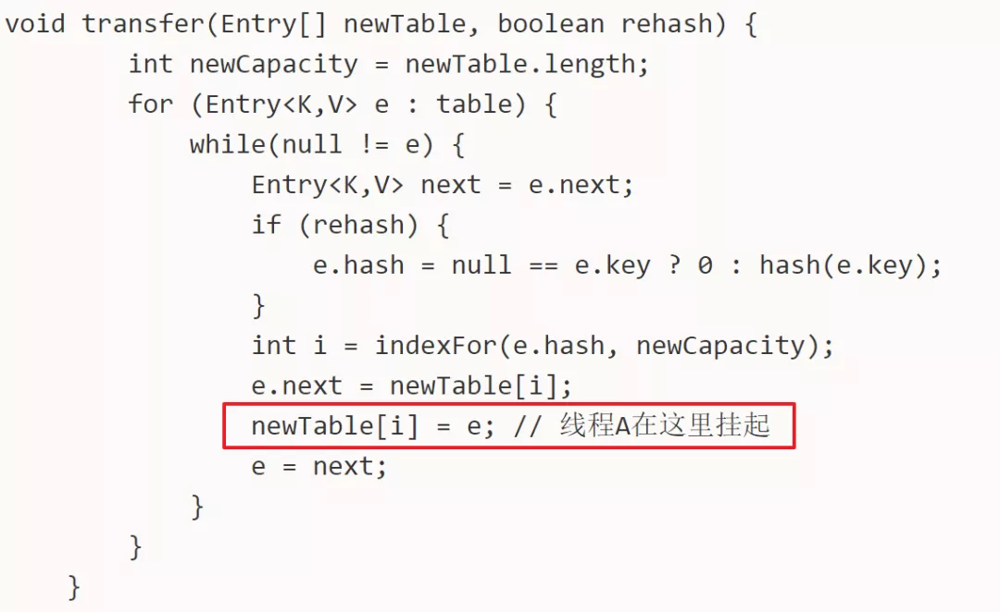 void transfer(Entry[] newTable, boolean rehash) {
int newCapacity = newTable.length;
for (Entry<K,V> e : table) {
while(null != e) {
Entry<K,V> next = e.next;
if (rehash) {
e.hash = null == e.key ? 0 : hash(e.key);
}
int i = indexFor(e.hash, newCapacity);
e.next = newTable[i];
newTable[i] = e; // 线程A在这里挂起
e = next;
}
}
}